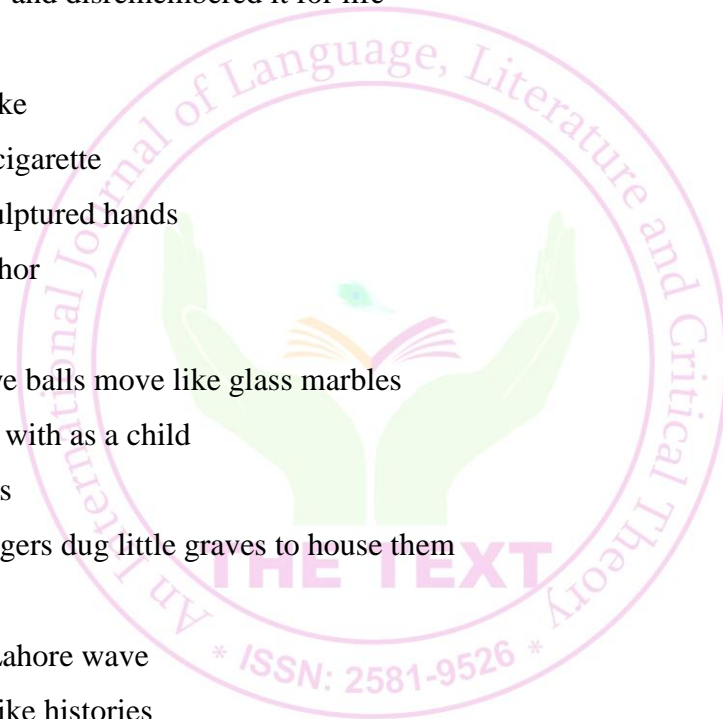 and disremembered it for life
ke
cigarette
ulptured hands
hor
e balls move like glass marbles
with as a child
s
gers dug little graves to house them
ahore wave
ike histories
An International Journal of Language, Literature and Critical Theory
THE TEXT
* ISSN: 2581-9526 *